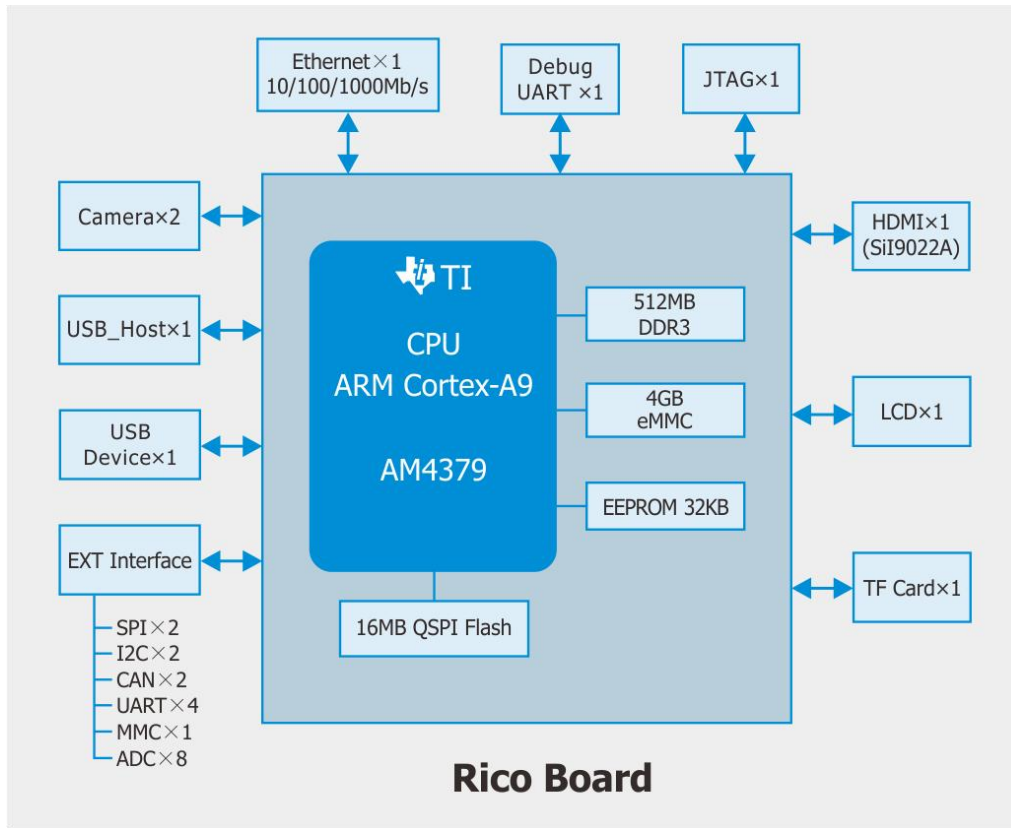 Ethernet×1
10/100/1000Mb/s
Debug
UART ×1
JTAG×1
Camera×2
USB_Host×1
USB
Device×1
EXT Interface
SPI×2
I2C×2
CAN×2
UART×4
MMC×1
ADC×8
TI
CPU
ARM Cortex-A9
AM4379
512MB
DDR3
4GB
eMMC
EEPROM 32KB
16MB QSPI Flash
HDMI×1
(SiI9022A)
LCD×1
TF Card×1
Rico Board